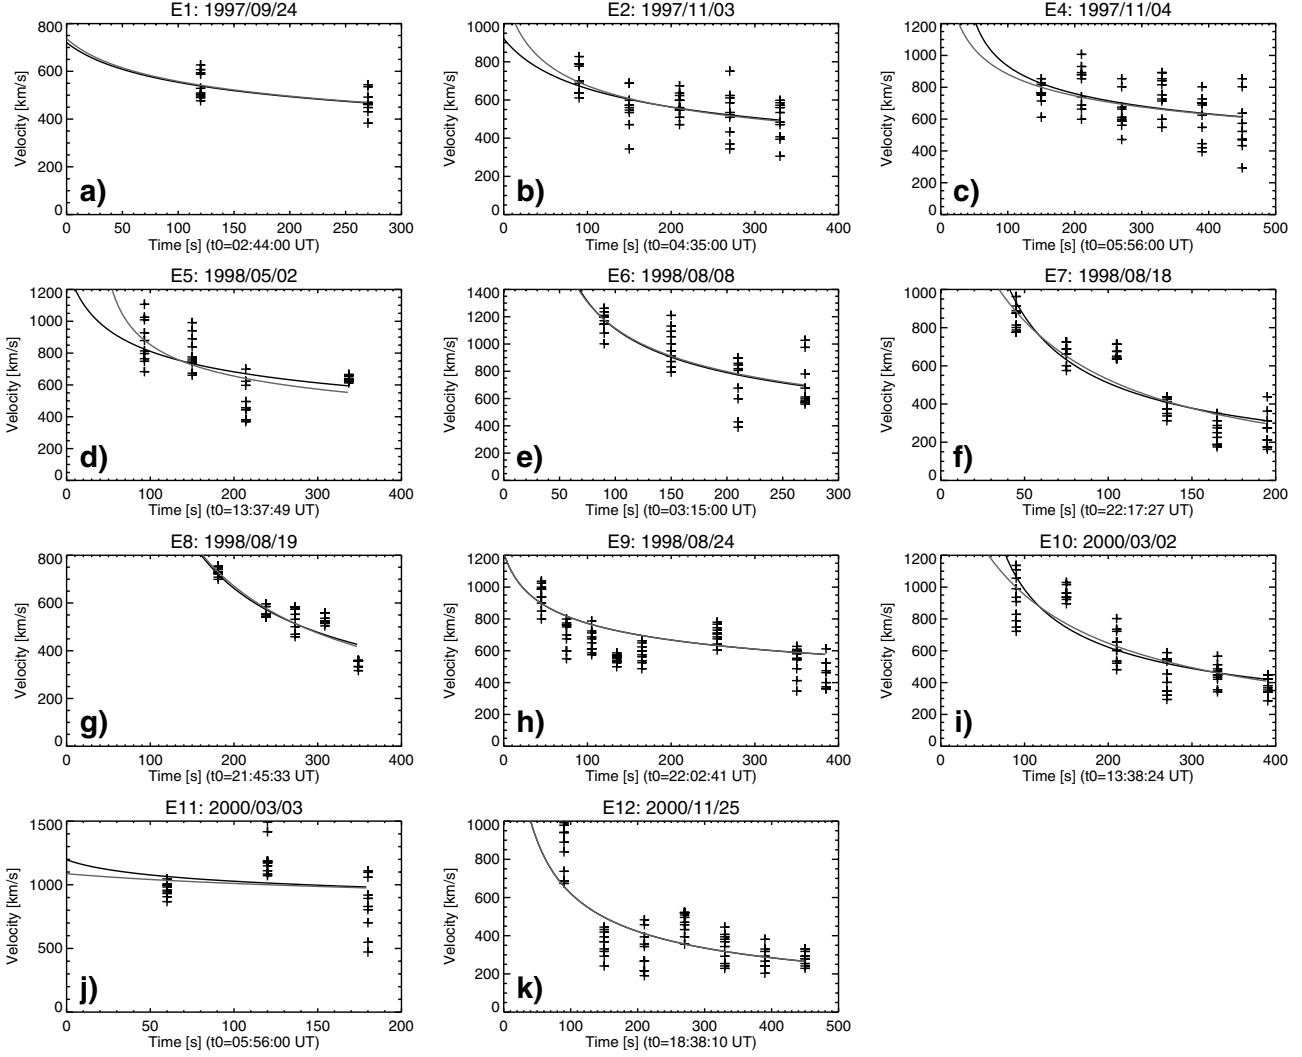 E1: 1997/09/24
E2: 1997/11/03
E4: 1997/11/04
Velocity [km/s]
800
600
400
200
0
a)
0 50 100 150 200 250 300
Time [s] (t0=02:44:00 UT)
Velocity [km/s]
1000
800
600
400
200
0
b)
0 100 200 300 400
Time [s] (t0=04:35:00 UT)
Velocity [km/s]
1200
1000
800
600
400
200
0
c)
0 100 200 300 400 500
Time [s] (t0=05:56:00 UT)
E5: 1998/05/02
E6: 1998/08/08
E7: 1998/08/18
Velocity [km/s]
1200
1000
800
600
400
200
0
d)
0 100 200 300 400
Time [s] (t0=13:37:49 UT)
Velocity [km/s]
1400
1200
1000
800
600
400
200
0
e)
0 50 100 150 200 250 300
Time [s] (t0=03:15:00 UT)
Velocity [km/s]
1000
800
600
400
200
0
f)
0 50 100 150 200
Time [s] (t0=22:17:27 UT)
E8: 1998/08/19
E9: 1998/08/24
E10: 2000/03/02
Velocity [km/s]
800
600
400
200
0
g)
0 100 200 300 400
Time [s] (t0=21:45:33 UT)
Velocity [km/s]
1200
1000
800
600
400
200
0
h)
0 100 200 300 400
Time [s] (t0=22:02:41 UT)
Velocity [km/s]
1200
1000
800
600
400
200
0
i)
0 100 200 300 400
Time [s] (t0=13:38:24 UT)
E11: 2000/03/03
E12: 2000/11/25
Velocity [km/s]
1500
1000
500
0
j)
0 50 100 150 200
Time [s] (t0=05:56:00 UT)
Velocity [km/s]
1000
800
600
400
200
0
k)
0 100 200 300 400 500
Time [s] (t0=18:38:10 UT)